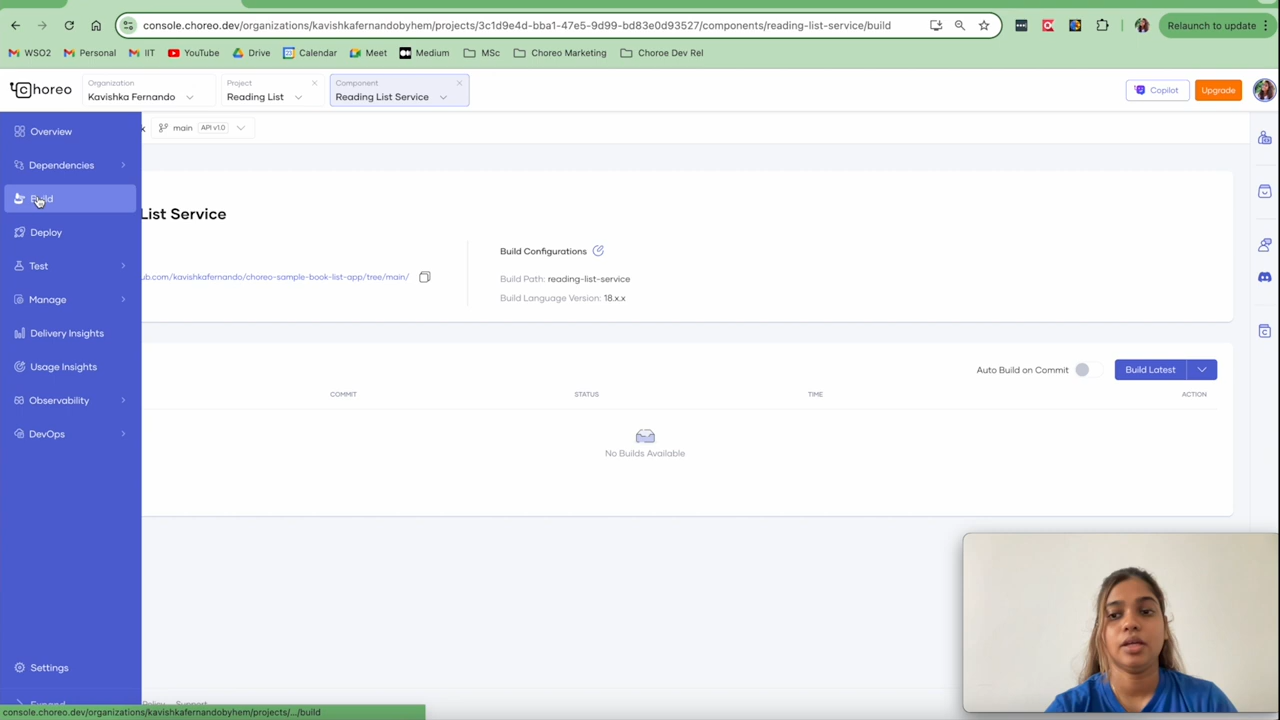 console.choreo.dev/organizations/kavishkafernandobyhem/projects/3c1d9e4d-bba1-47e5-9d99-bd83e0d93527/components/reading-list-service/build
Relaunch to update
WSO2
Personal
IIT
YouTube
Drive
Calendar
Meet
Medium
MSc
Choreo Marketing
Choroe Dev Rel
Choreo
Organization
Kavishka Fernando
Project
Reading List
Component
Reading List Service
Copilot
Upgrade
Overview
k
main
API v1.0
Dependencies
Build
List Service
Deploy
Build Configurations
Test
ub.com/kavishkafernando/choreo-sample-book-list-app/tree/main/
Build Path: reading-list-service
Build Language Version: 18.x.x
Manage
Delivery Insights
Usage Insights
Auto Build on Commit
Build Latest
COMMIT
STATUS
TIME
ACTION
Observability
DevOps
No Builds Available
Settings
Expand
Policy
Support
console.choreo.dev/organizations/kavishkafernandobyhem/projects/.../build